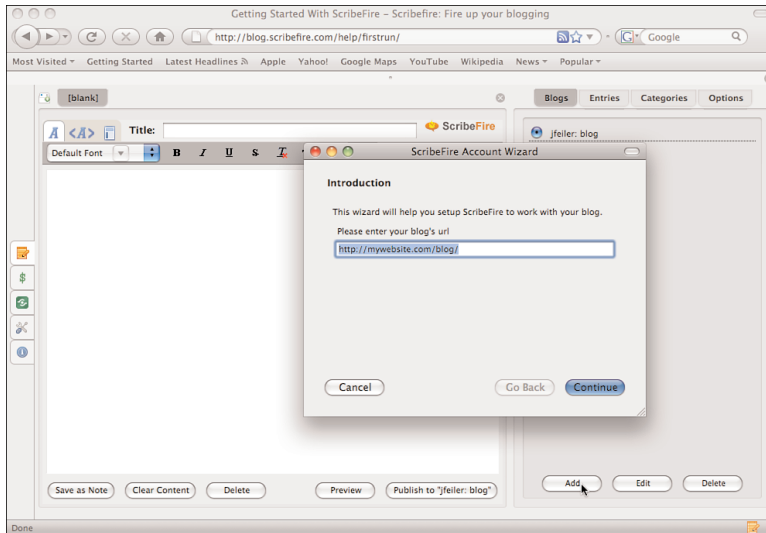 Getting Started With ScribeFire – Scribefire: Fire up your blogging
http://blog.scribefire.com/help/firstrun/
Google
Most Visited Getting Started Latest Headlines Apple Yahoo! Google Maps YouTube Wikipedia News Popular
[blank]
Blogs Entries Categories Options
Title:
ScribeFire
jfeiler: blog
Default Font B I U S T
ScribeFire Account Wizard
Introduction
This wizard will help you setup ScribeFire to work with your blog.
Please enter your blog's url
http://mywebsite.com/blog/
Cancel Go Back Continue
Save as Note Clear Content Delete Preview Publish to "jfeiler: blog" Add Edit Delete
Done